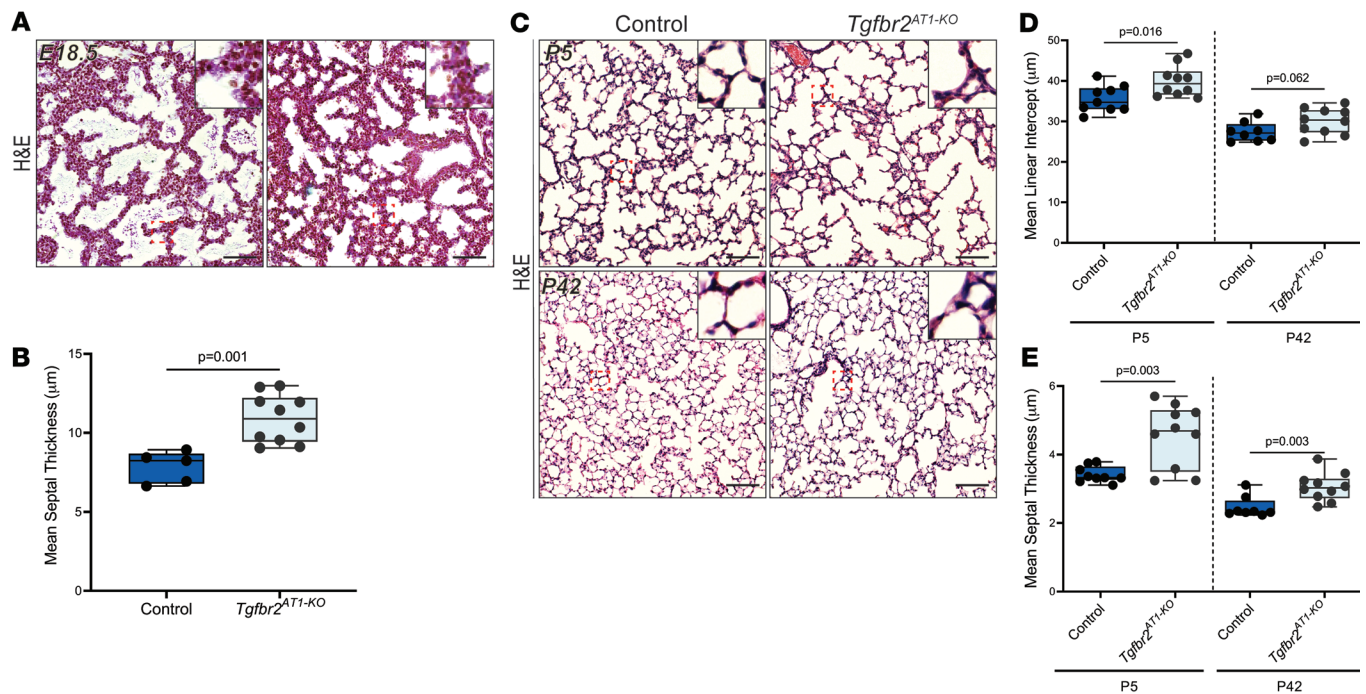 A
E18.5
H&E
B
Mean Septal Thickness (μm)
15
10
5
0
p=0.001
Control
Tgfbr2AT1-KO
C
Control
Tgfbr2AT1-KO
H&E
P5
P42
D
Mean Linear Intercept (μm)
50
40
30
20
10
0
p=0.016
p=0.062
Control
Tgfbr2AT1-KO
Control
Tgfbr2AT1-KO
P5
P42
E
Mean Septal Thickness (μm)
6
4
2
0
p=0.003
p=0.003
Control
Tgfbr2AT1-KO
Control
Tgfbr2AT1-KO
P5
P42